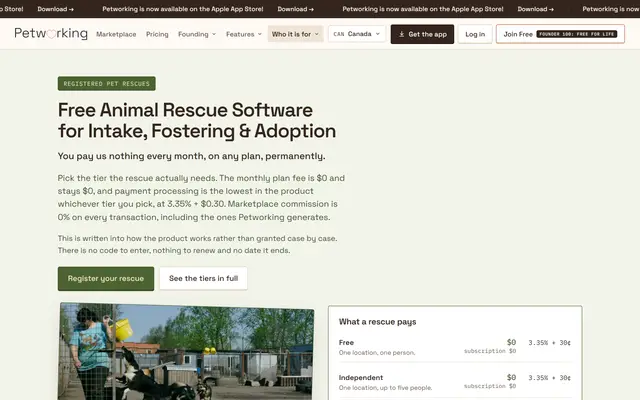 s Store! Download → Petworking is now available on the Apple App Store! Download → Petworking is now available on the Apple App Store! Download → Petworking is now
Petworking Marketplace Pricing Founding Features Who it is for CAN Canada Get the app Log in Join Free FOUNDER 100: FREE FOR LIFE
REGISTERED PET RESCUES
Free Animal Rescue Software
for Intake, Fostering & Adoption
You pay us nothing every month, on any plan, permanently.
Pick the tier the rescue actually needs. The monthly plan fee is $0 and
stays $0, and payment processing is the lowest in the product
whichever tier you pick, at 3.35% + $0.30. Marketplace commission is
0% on every transaction, including the ones Petworking generates.
This is written into how the product works rather than granted case by case.
There is no code to enter, nothing to renew and no date it ends.
Register your rescue See the tiers in full
What a rescue pays
Free $0 3.35% + 30¢
One location, one person. subscription $0
Independent $0 3.35% + 30¢
One location, up to five people. subscription $0